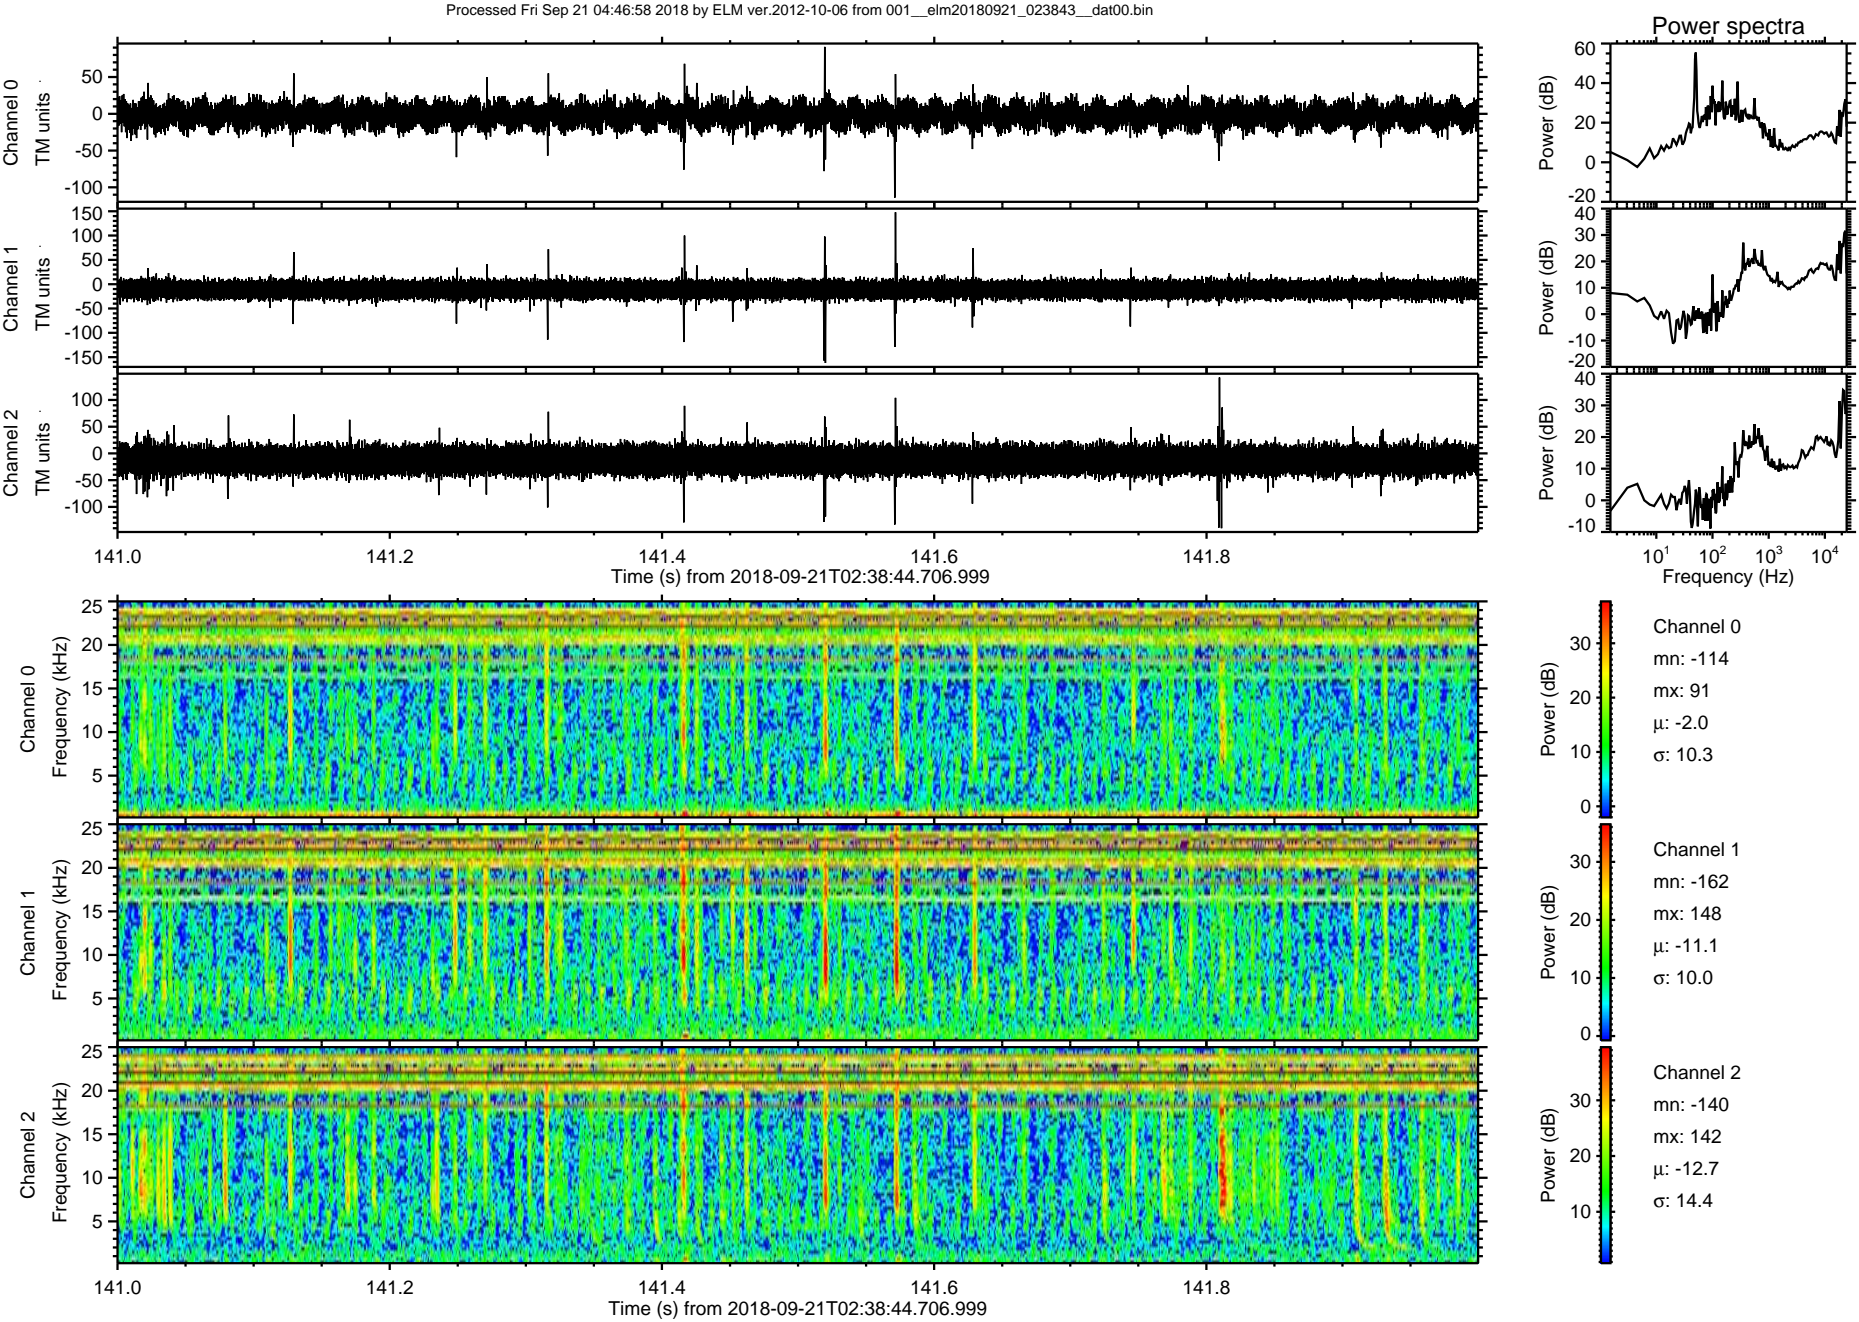 Processed Fri Sep 21 04:46:58 2018 by ELM ver.2012-10-06 from 001__elm20180921_023843__dat00.bin
Power spectra
Channel 0
TM units
50
0
-50
-100
Power (dB)
60
40
20
0
-20
Channel 1
TM units
150
100
50
0
-50
-100
-150
Power (dB)
40
30
20
10
0
-10
-20
Channel 2
TM units
100
50
0
-50
-100
Power (dB)
40
30
20
10
0
-10
141.0 141.2 141.4 141.6 141.8
Time (s) from 2018-09-21T02:38:44.706.999
10¹ 10² 10³ 10⁴
Frequency (Hz)
Channel 0
Frequency (kHz)
25
20
15
10
5
Power (dB)
30
20
10
0
Channel 0
mn: -114
mx: 91
μ: -2.0
σ: 10.3
Channel 1
Frequency (kHz)
25
20
15
10
5
Power (dB)
30
20
10
0
Channel 1
mn: -162
mx: 148
μ: -11.1
σ: 10.0
Channel 2
Frequency (kHz)
25
20
15
10
5
Power (dB)
30
20
10
Channel 2
mn: -140
mx: 142
μ: -12.7
σ: 14.4
141.0 141.2 141.4 141.6 141.8
Time (s) from 2018-09-21T02:38:44.706.999